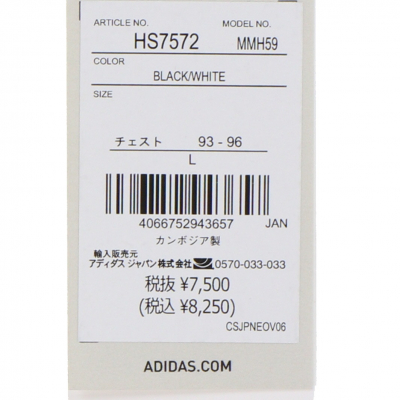 ARTICLE NO. MODEL NO.
HS7572 MMH59
COLOR
BLACK/WHITE
SIZE
チェスト 93 - 96
L
4066752943657 JAN
カンボジア製
輸入販売元
アディダス ジャパン株式会社 0570-033-033
税抜 ¥7,500
(税込 ¥8,250)
CSJPNEOV06
ADIDAS.COM